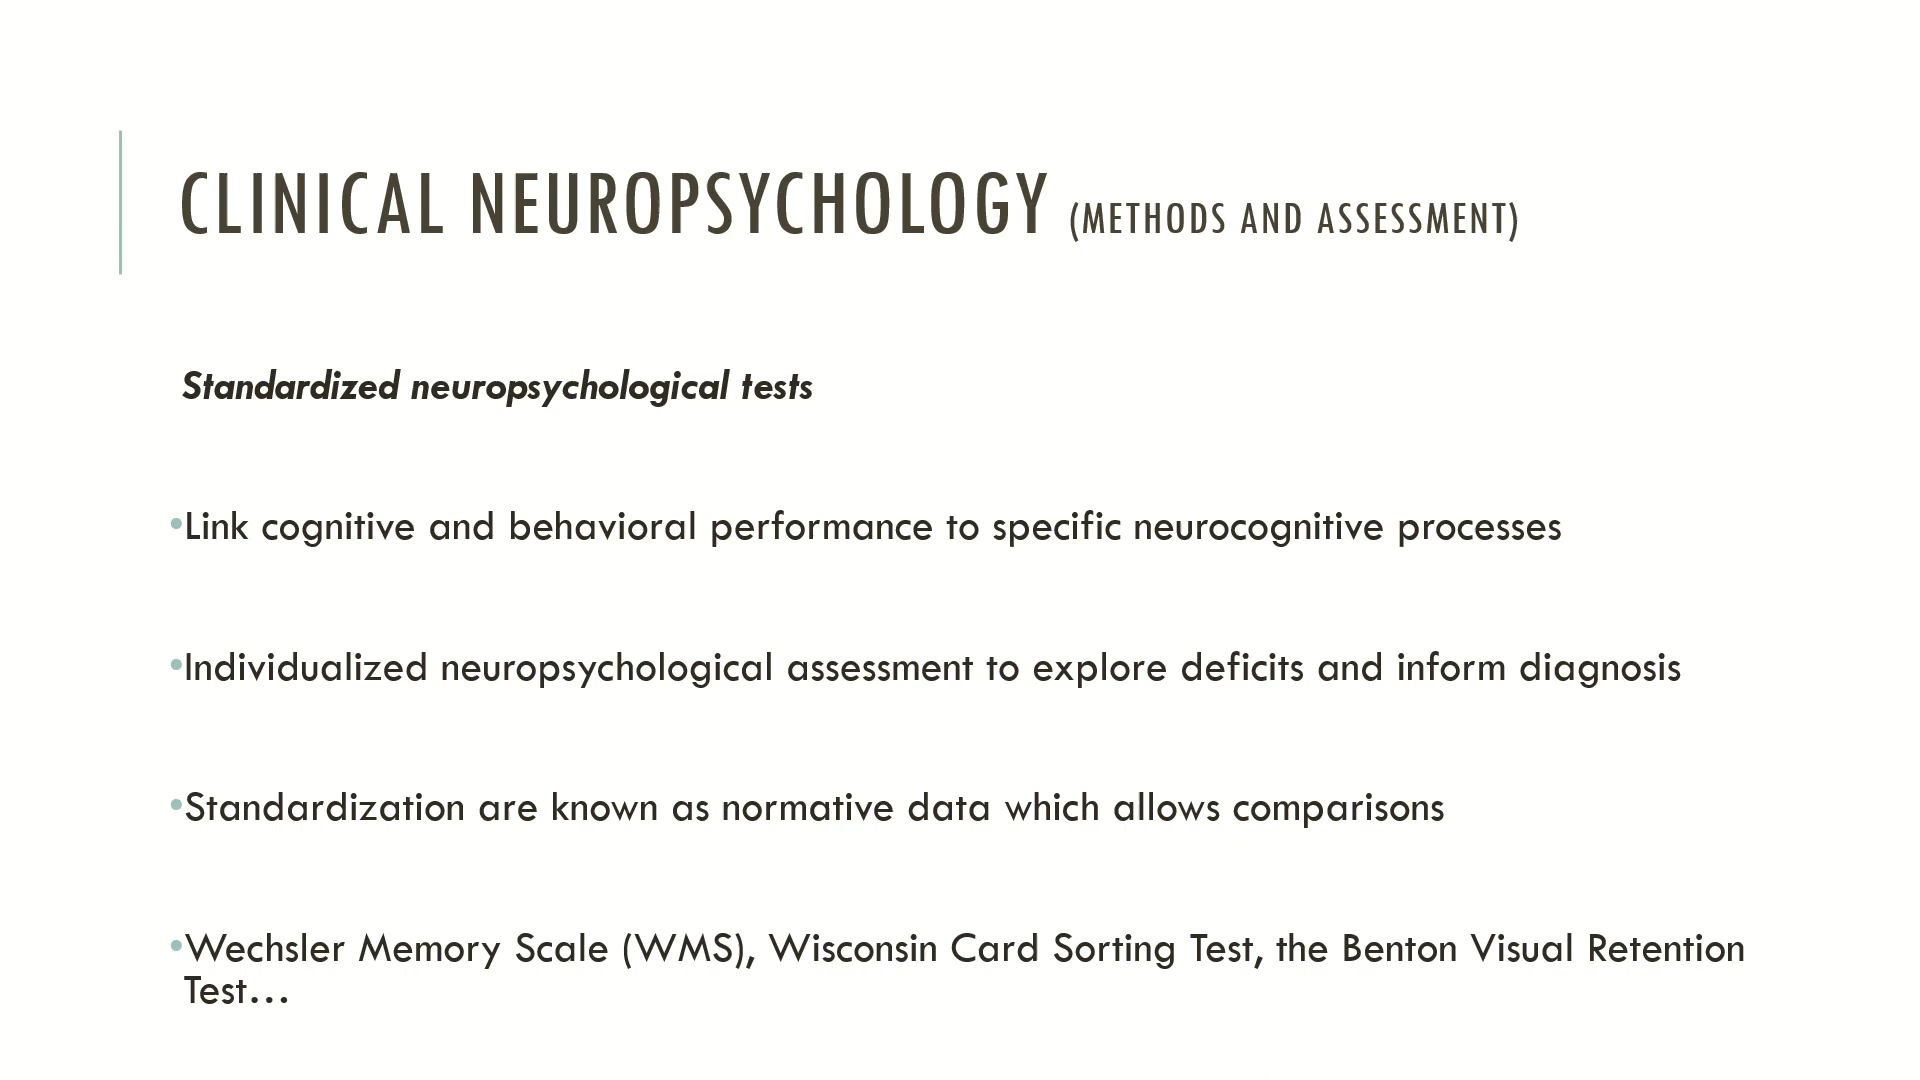 CLINICAL NEUROPSYCHOLOGY (METHODS AND ASSESSMENT)
Standardized neuropsychological tests
•Link cognitive and behavioral performance to specific neurocognitive processes
•Individualized neuropsychological assessment to explore deficits and inform diagnosis
•Standardization are known as normative data which allows comparisons
•Wechsler Memory Scale (WMS), Wisconsin Card Sorting Test, the Benton Visual Retention
Test…